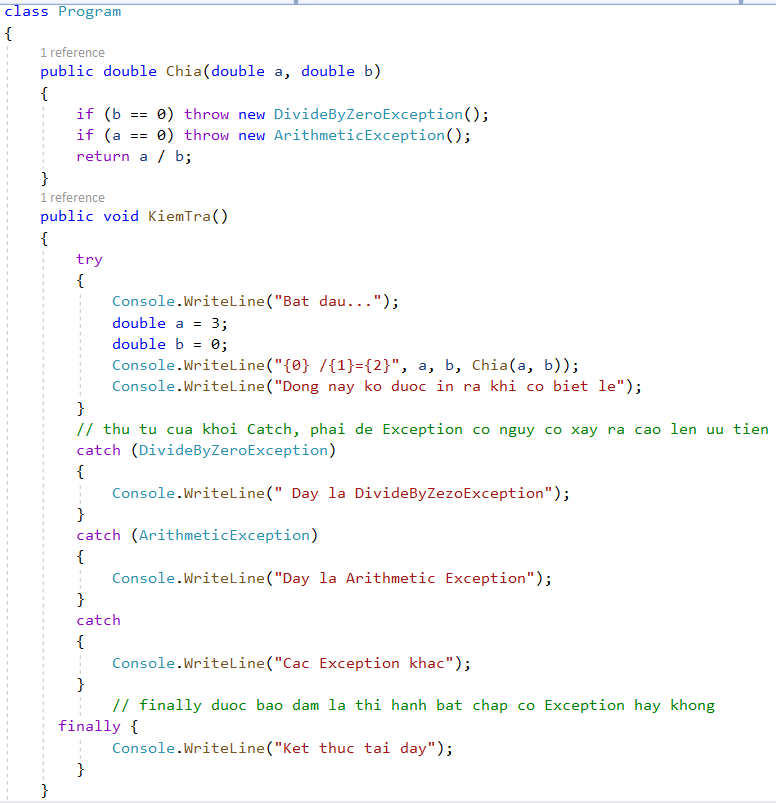 class Program
{
1 reference
public double Chia(double a, double b)
{
if (b == 0) throw new DivideByZeroException();
if (a == 0) throw new ArithmeticException();
return a / b;
}
1 reference
public void KiemTra()
{
try
{
Console.WriteLine("Bat dau...");
double a = 3;
double b = 0;
Console.WriteLine("{0} /{1}={2}", a, b, Chia(a, b));
Console.WriteLine("Dong nay ko duoc in ra khi co biet le");
}
// thu tu cua khoi Catch, phai de Exception co nguy co xay ra cao len uu tien
catch (DivideByZeroException)
{
Console.WriteLine(" Day la DivideByZezoException");
}
catch (ArithmeticException)
{
Console.WriteLine("Day la Arithmetic Exception");
}
catch
{
Console.WriteLine("Cac Exception khac");
}
// finally duoc bao dam la thi hanh bat chap co Exception hay khong
finally {
Console.WriteLine("Ket thuc tai day");
}
}